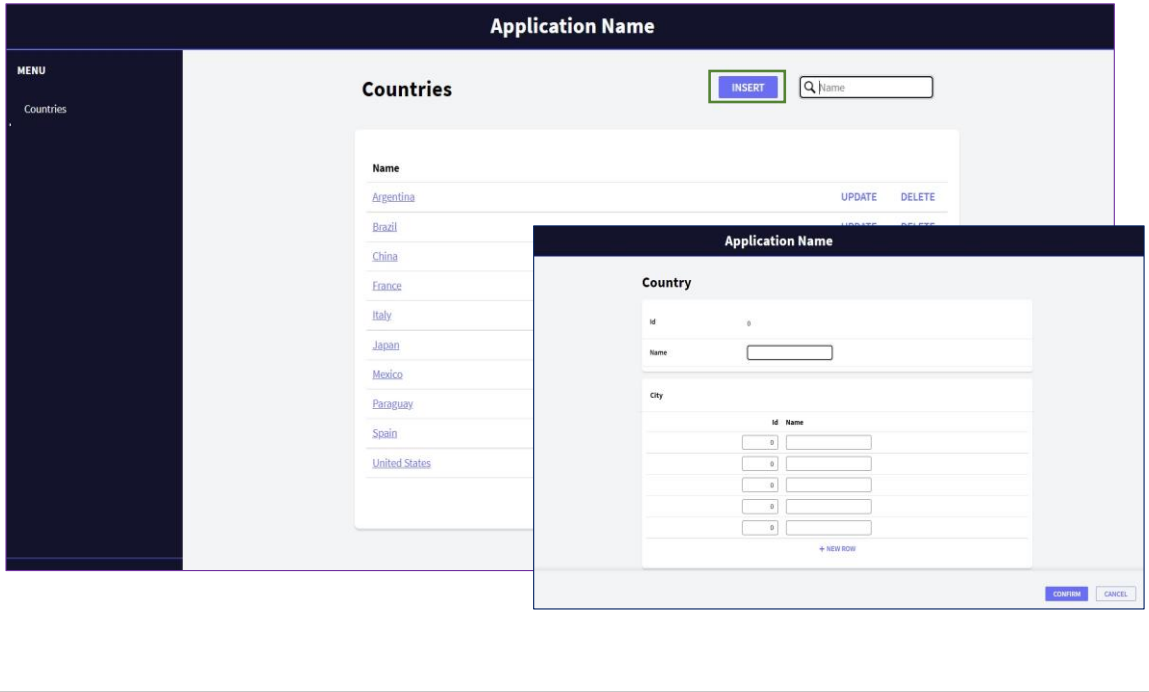 Application Name
MENU
Countries
Countries
INSERT
Name
Name
Argentina UPDATE DELETE
Brazil UPDATE DELETE
China
France
Italy
Japan
Mexico
Paraguay
Spain
United States
Application Name
Country
Id 0
Name
City
Id Name
0
0
0
0
0
+ NEW ROW
CONFIRM CANCEL